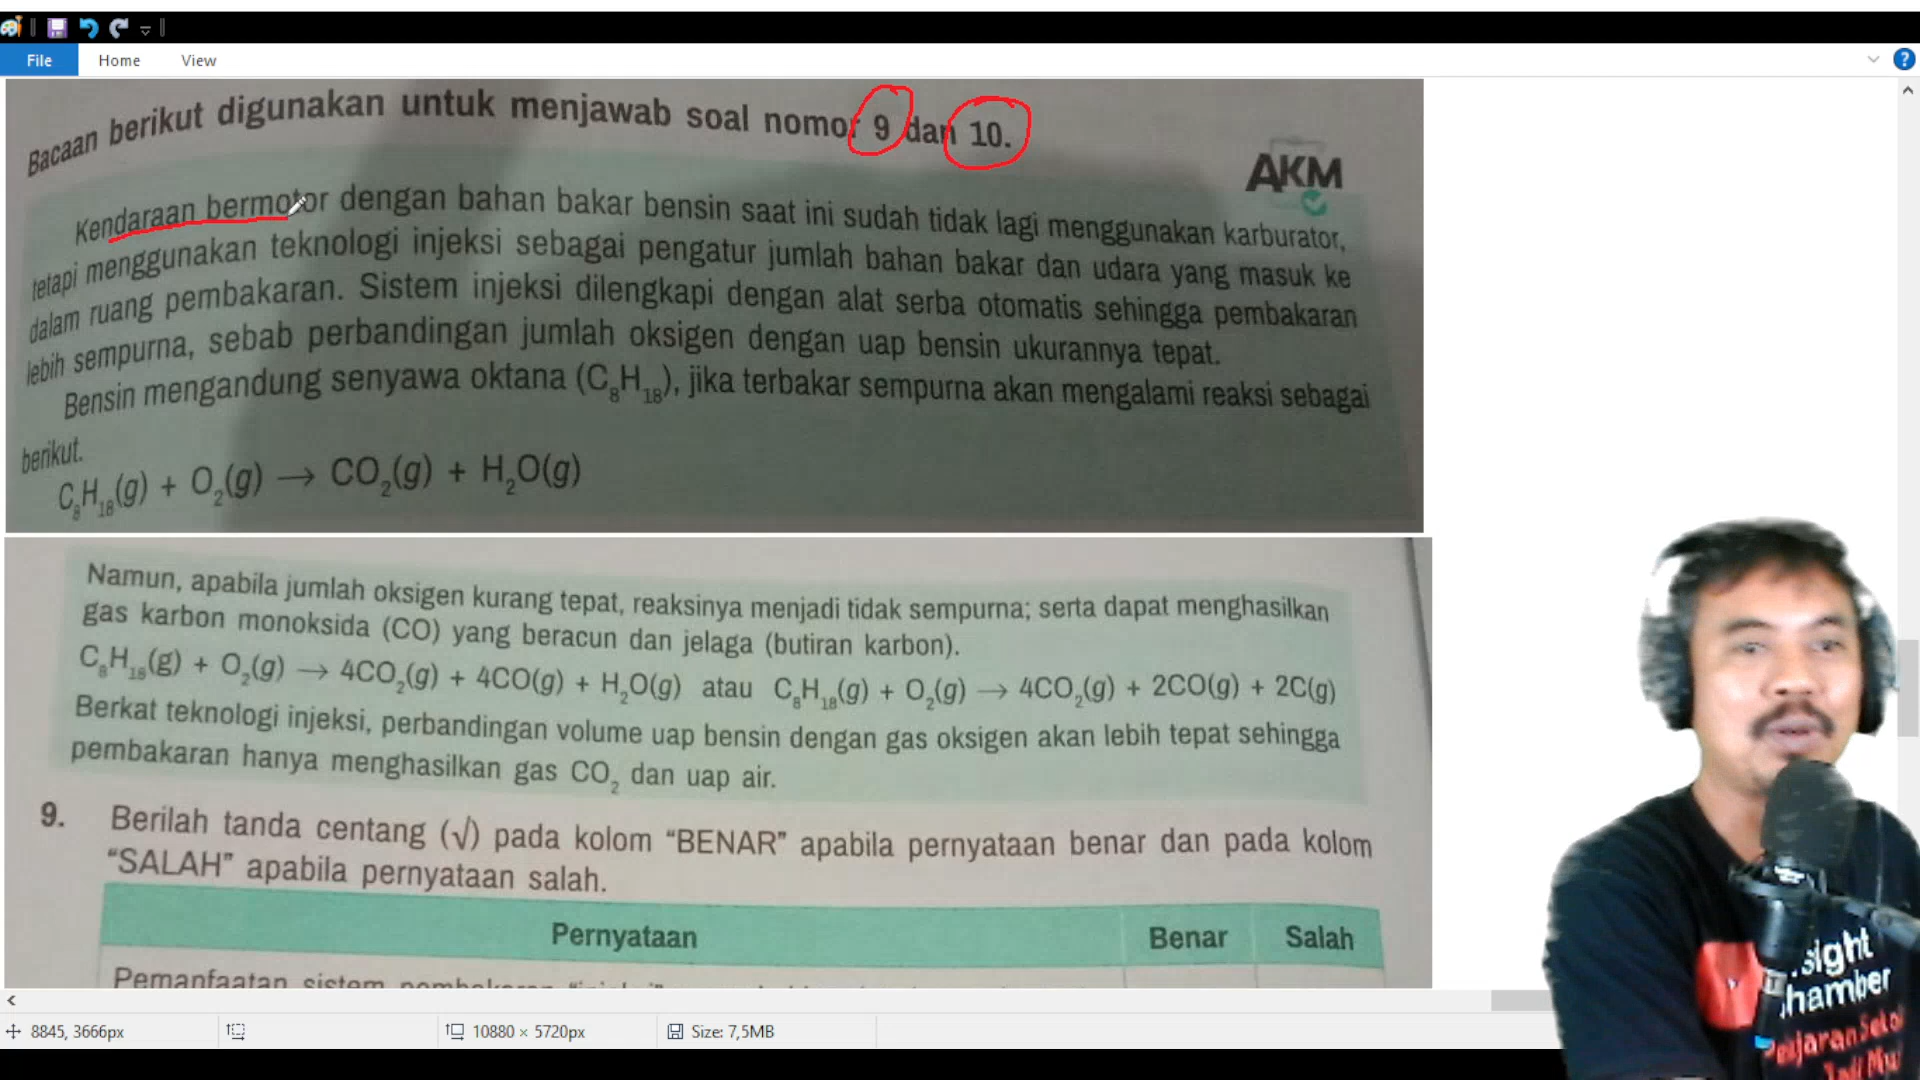 File Home View
Bacaan berikut digunakan untuk menjawab soal nomor 9 dan 10.
AKM
Kendaraan bermotor dengan bahan bakar bensin saat ini sudah tidak lagi menggunakan karburator,
tetapi menggunakan teknologi injeksi sebagai pengatur jumlah bahan bakar dan udara yang masuk ke
dalam ruang pembakaran. Sistem injeksi dilengkapi dengan alat serba otomatis sehingga pembakaran
lebih sempurna, sebab perbandingan jumlah oksigen dengan uap bensin ukurannya tepat.
Bensin mengandung senyawa oktana (C₈H₁₈), jika terbakar sempurna akan mengalami reaksi sebagai
berikut.
C₈H₁₈(g) + O₂(g) → CO₂(g) + H₂O(g)
Namun, apabila jumlah oksigen kurang tepat, reaksinya menjadi tidak sempurna; serta dapat menghasilkan
gas karbon monoksida (CO) yang beracun dan jelaga (butiran karbon).
C₈H₁₈(g) + O₂(g) → 4CO₂(g) + 4CO(g) + H₂O(g) atau C₈H₁₈(g) + O₂(g) → 4CO₂(g) + 2CO(g) + 2C(g)
Berkat teknologi injeksi, perbandingan volume uap bensin dengan gas oksigen akan lebih tepat sehingga
pembakaran hanya menghasilkan gas CO₂ dan uap air.
9. Berilah tanda centang (√) pada kolom “BENAR” apabila pernyataan benar dan pada kolom
“SALAH” apabila pernyataan salah.
Pernyataan Benar Salah
Pemanfaatan sistem pembakaran
8845, 3666px 10880 × 5720px Size: 7,5MB